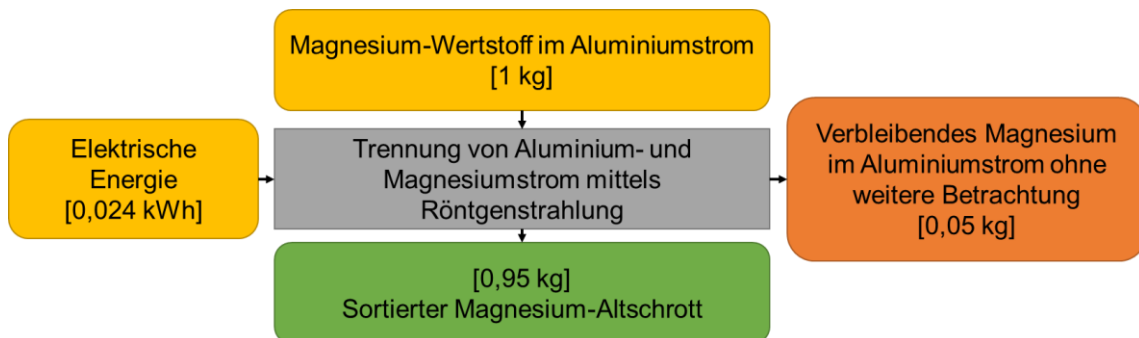 Magnesium-Wertstoff im Aluminiumstrom
[1 kg]
Elektrische
Energie
[0,024 kWh]
Trennung von Aluminium- und
Magnesiumstrom mittels
Röntgenstrahlung
Verbleibendes Magnesium
im Aluminiumstrom ohne
weitere Betrachtung
[0,05 kg]
[0,95 kg]
Sortierter Magnesium-Altschrott